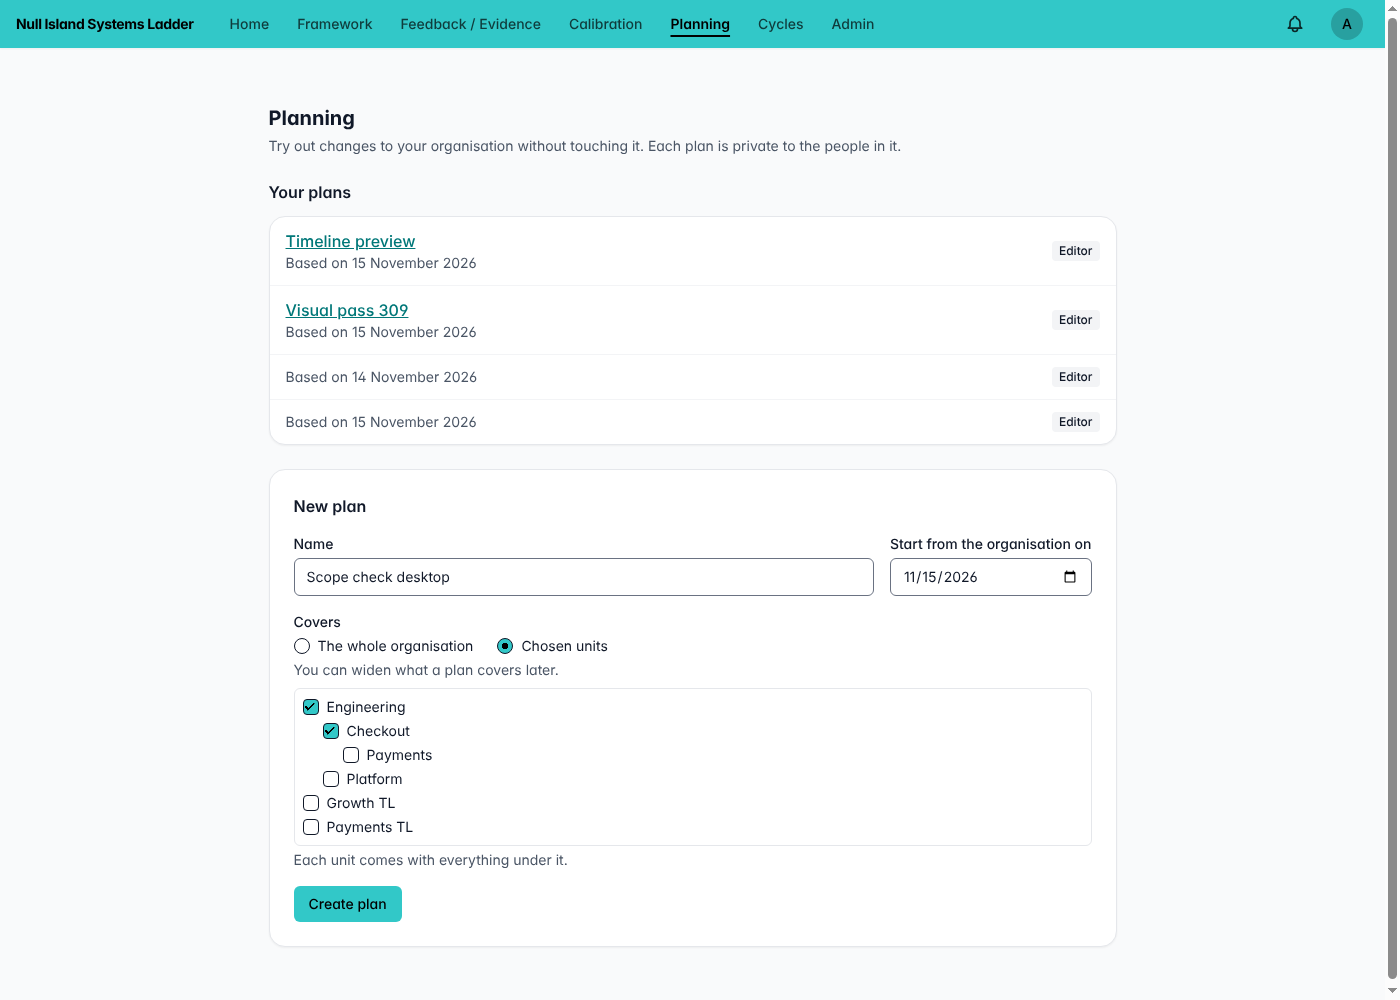 Null Island Systems Ladder Home Framework Feedback / Evidence Calibration Planning Cycles Admin A
Planning
Try out changes to your organisation without touching it. Each plan is private to the people in it.
Your plans
Timeline preview
Based on 15 November 2026
Editor
Visual pass 309
Based on 15 November 2026
Editor
Based on 14 November 2026 Editor
Based on 15 November 2026 Editor
New plan
Name Start from the organisation on
Scope check desktop 11/15/2026
Covers
The whole organisation Chosen units
You can widen what a plan covers later.
Engineering
Checkout
Payments
Platform
Growth TL
Payments TL
Each unit comes with everything under it.
Create plan